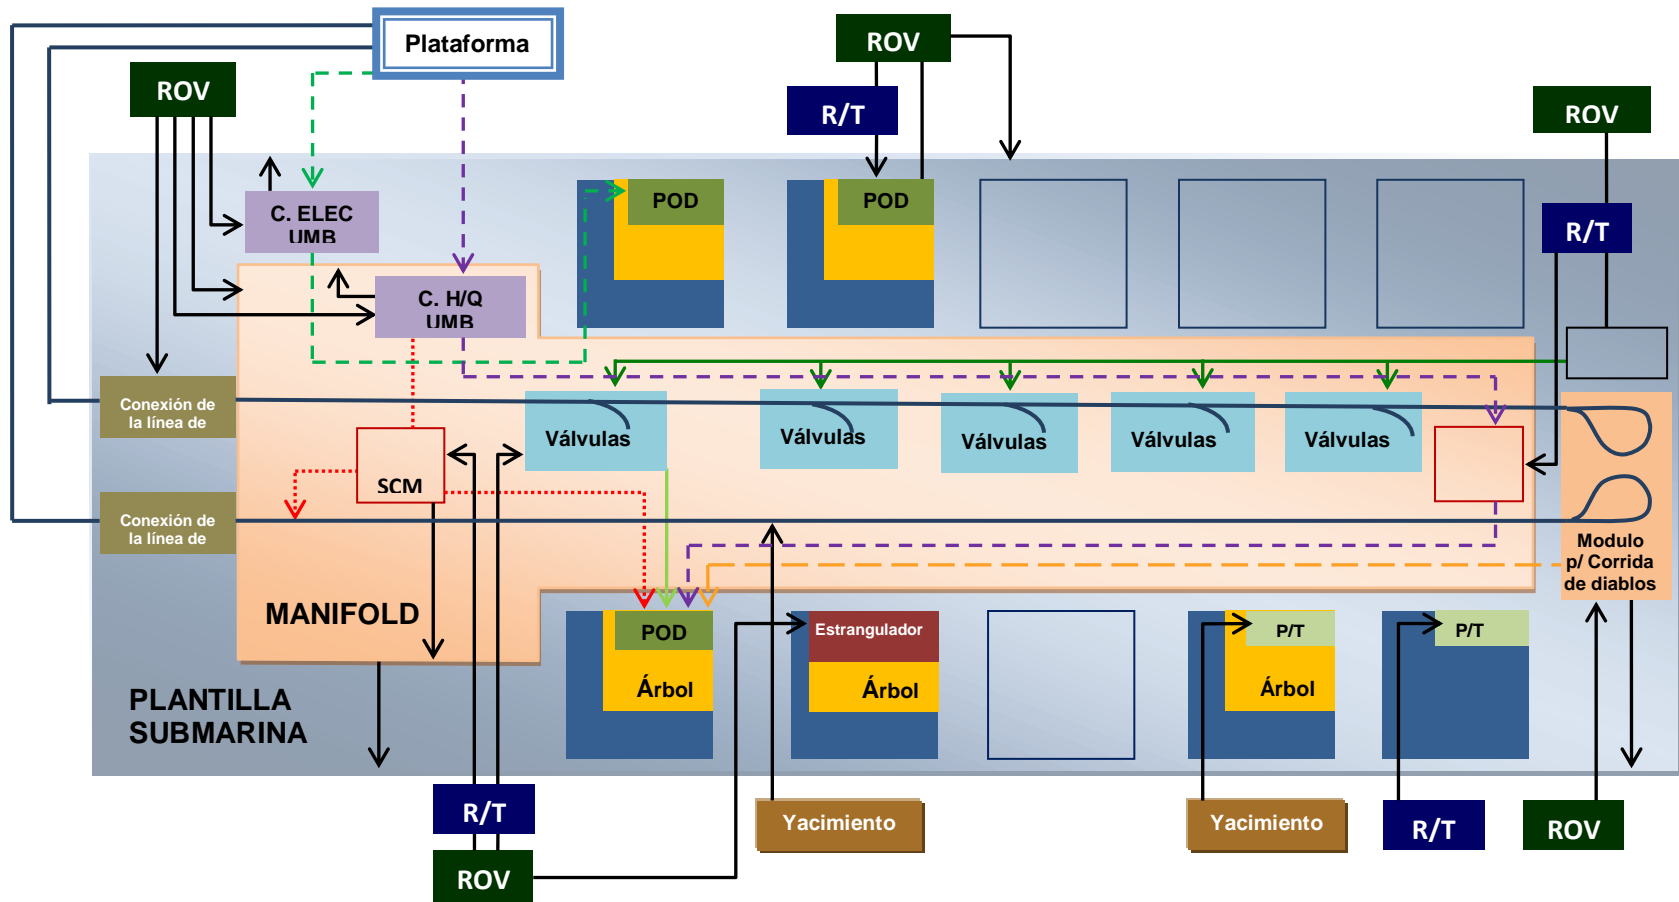 Plataforma
ROV
ROV
R/T
ROV
R/T
C. ELEC
UMB
POD
POD
C. H/Q
UMB
Conexión de
la línea de
Válvulas
Válvulas
Válvulas
Válvulas
Válvulas
SCM
Conexión de
la línea de
Modulo
p/ Corrida
de diablos
MANIFOLD
POD
Árbol
Estrangulador
Árbol
P/T
Árbol
P/T
PLANTILLA
SUBMARINA
R/T
Yacimiento
Yacimiento
R/T
ROV
ROV